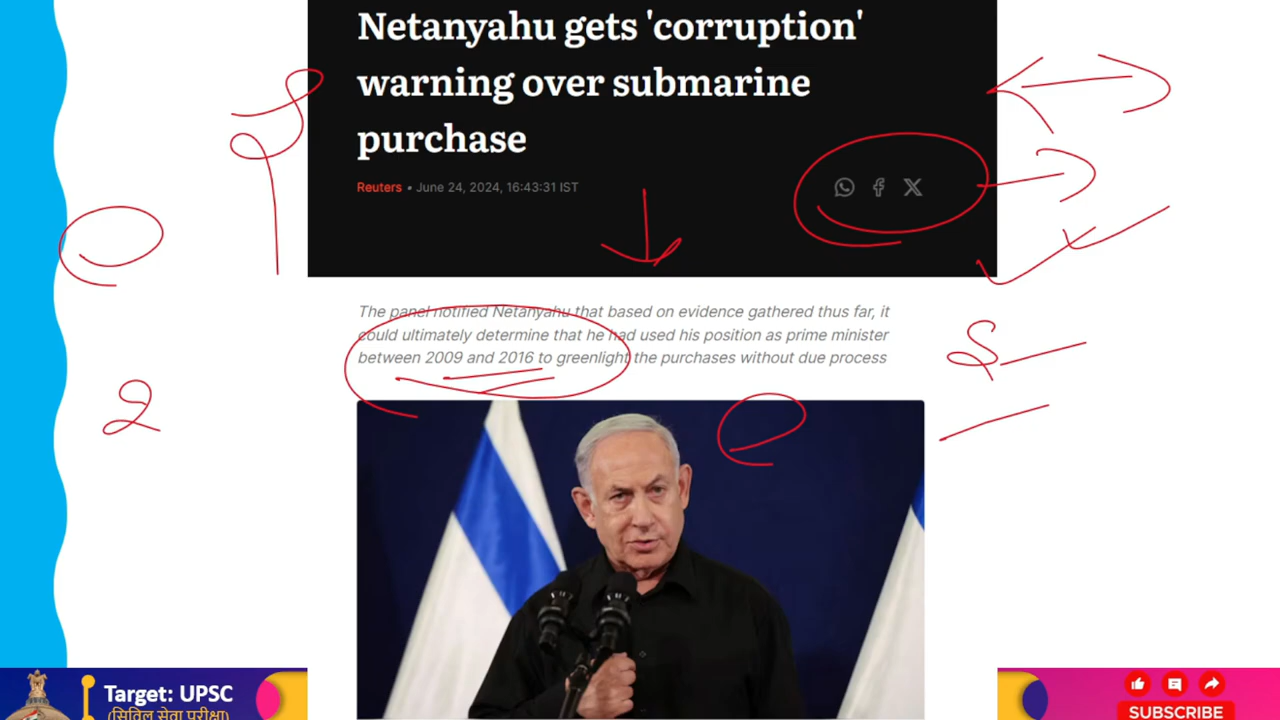 Netanyahu gets 'corruption'
warning over submarine
purchase
Reuters • June 24, 2024, 16:43:31 IST
The panel notified Netanyahu that based on evidence gathered thus far, it
could ultimately determine that he had used his position as prime minister
between 2009 and 2016 to greenlight the purchases without due process
2
Target: UPSC
(सिविल सेवा परीक्षा)
SUBSCRIBE